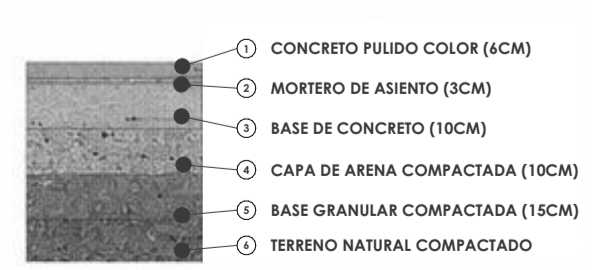 1 CONCRETO PULIDO COLOR (6CM)
2 MORTERO DE ASIENTO (3CM)
3 BASE DE CONCRETO (10CM)
4 CAPA DE ARENA COMPACTADA (10CM)
5 BASE GRANULAR COMPACTADA (15CM)
6 TERRENO NATURAL COMPACTADO